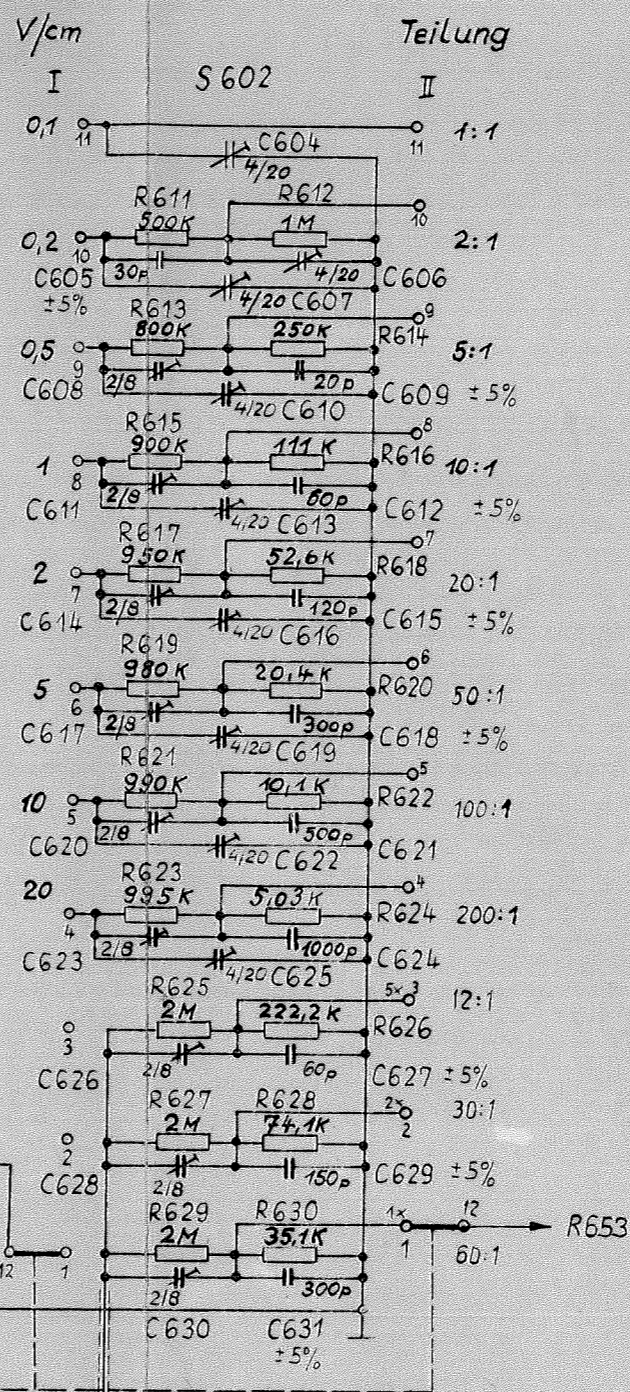 V/cm Teilung
I S602 II
0,1 11 C604 11 1:1
4/20
R611 R612
500K 1M 10
0,2 10 2:1
C605 30p 4/20 C606
±5% 4/20 C607
R613 9
800K 250K R614
0,5 5:1
9
C608 2/8 20p C609 ±5%
4/20 C610
R615 8
900K 111K R616 10:1
1
8
C611 2/8 60p C612 ±5%
4,20 C613
R617 7
950K 52,6K R618
2 20:1
7
C614 2/8 120p C615 ±5%
4/20 C616
R619 6
980K 20,4K R620 50:1
5
6
C617 2/8 300p C618 ±5%
4/20 C619
R621 5
990K 10,1K R622 100:1
10
5
C620 2/8 500p C621
4,20 C622
R623 4
20 995K 5,03K R624 200:1
4
C623 2/8 1000p C624
4/20 C625
R625 5x 3 12:1
2M 222,2K R626
3
C626 2/8 60p C627 ±5%
R627 R628 2x 30:1
2M 74,1K 2
2
C628 2/8 150p C629 ±5%
R629 R630 1x 12
2M 35,1K R653
12 1 1 60:1
2/8 300p
C630 C631
±5%